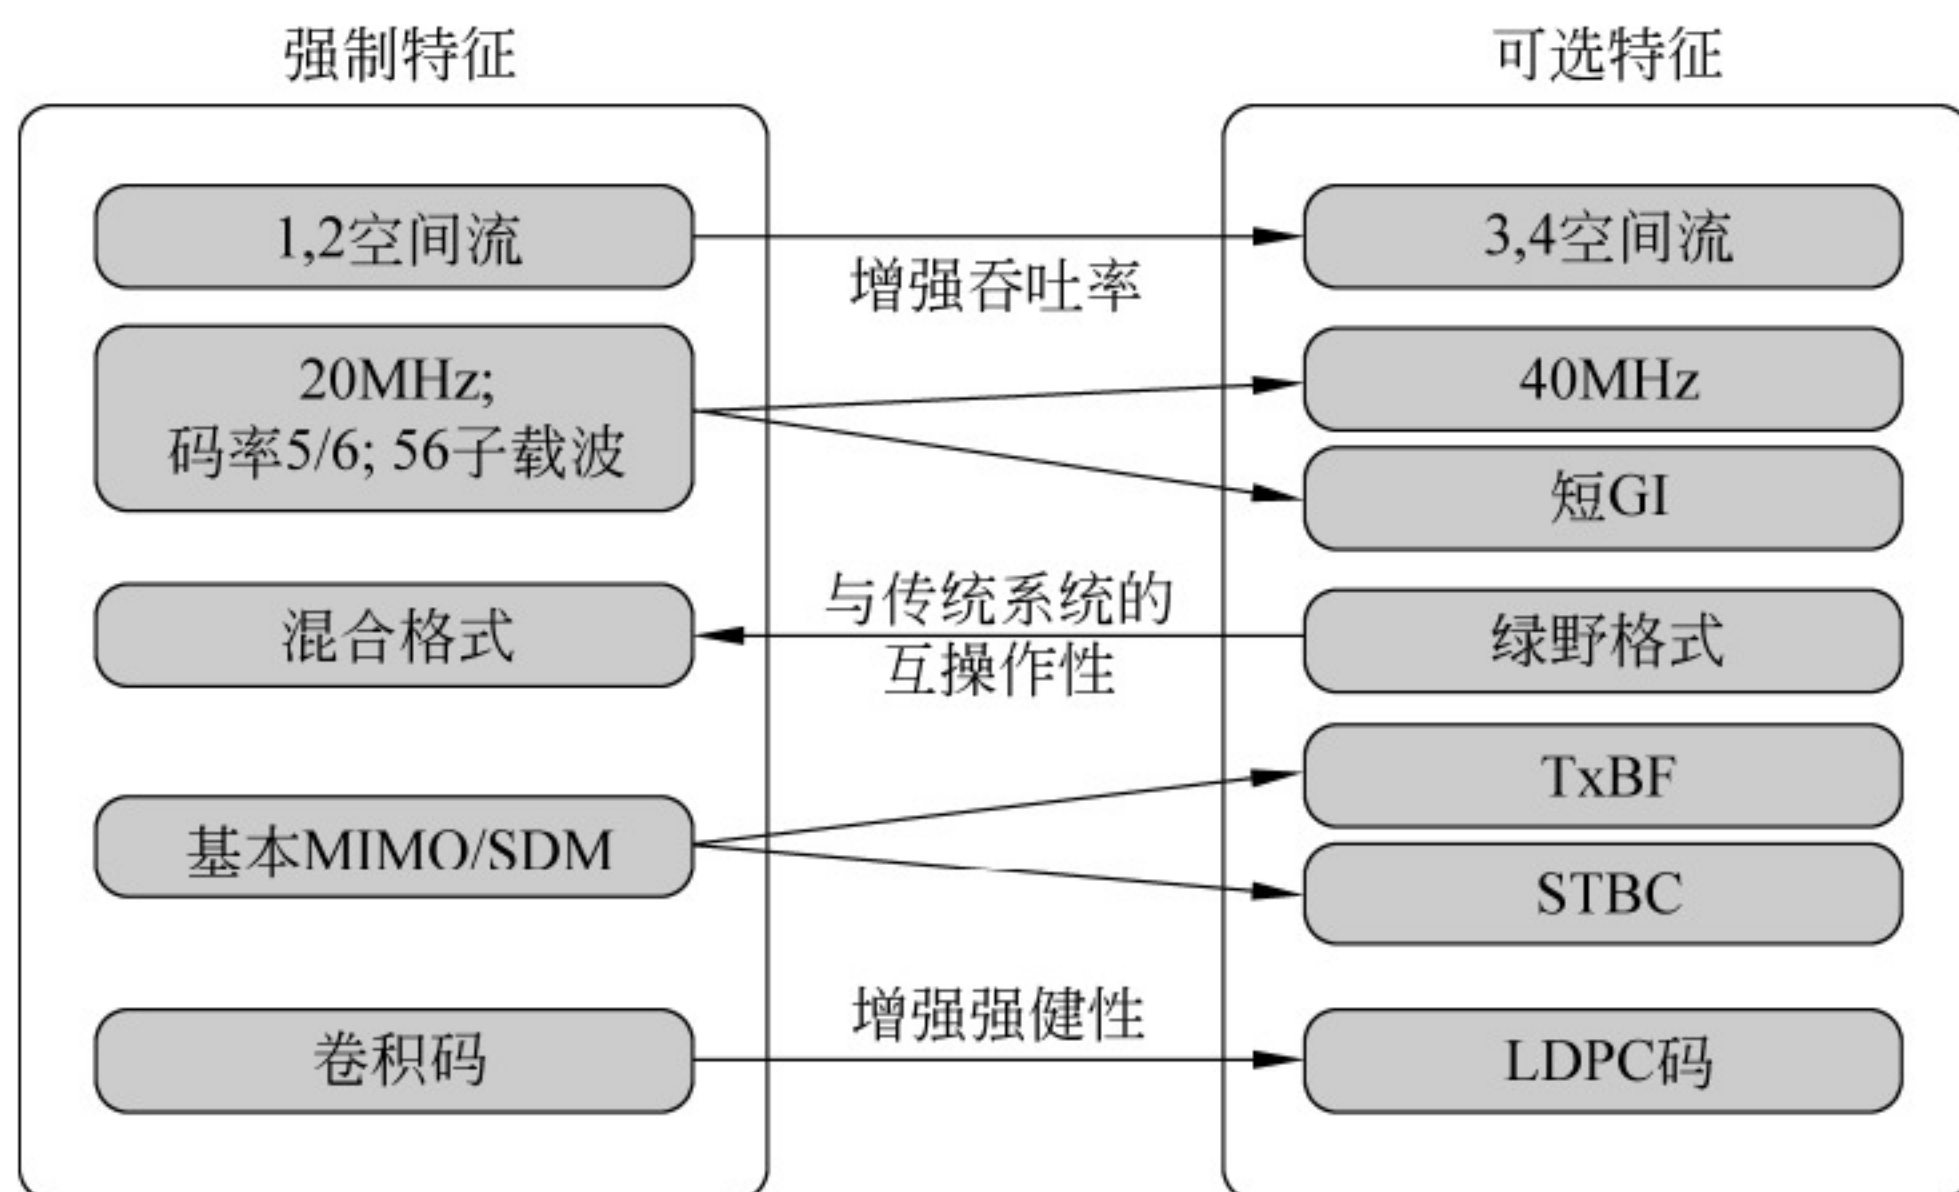 强制特征
1,2空间流
20MHz;
码率5/6; 56子载波
混合格式
基本MIMO/SDM
卷积码
增强吞吐率
与传统系统的
互操作性
增强强健性
可选特征
3,4空间流
40MHz
短GI
绿野格式
TxBF
STBC
LDPC码